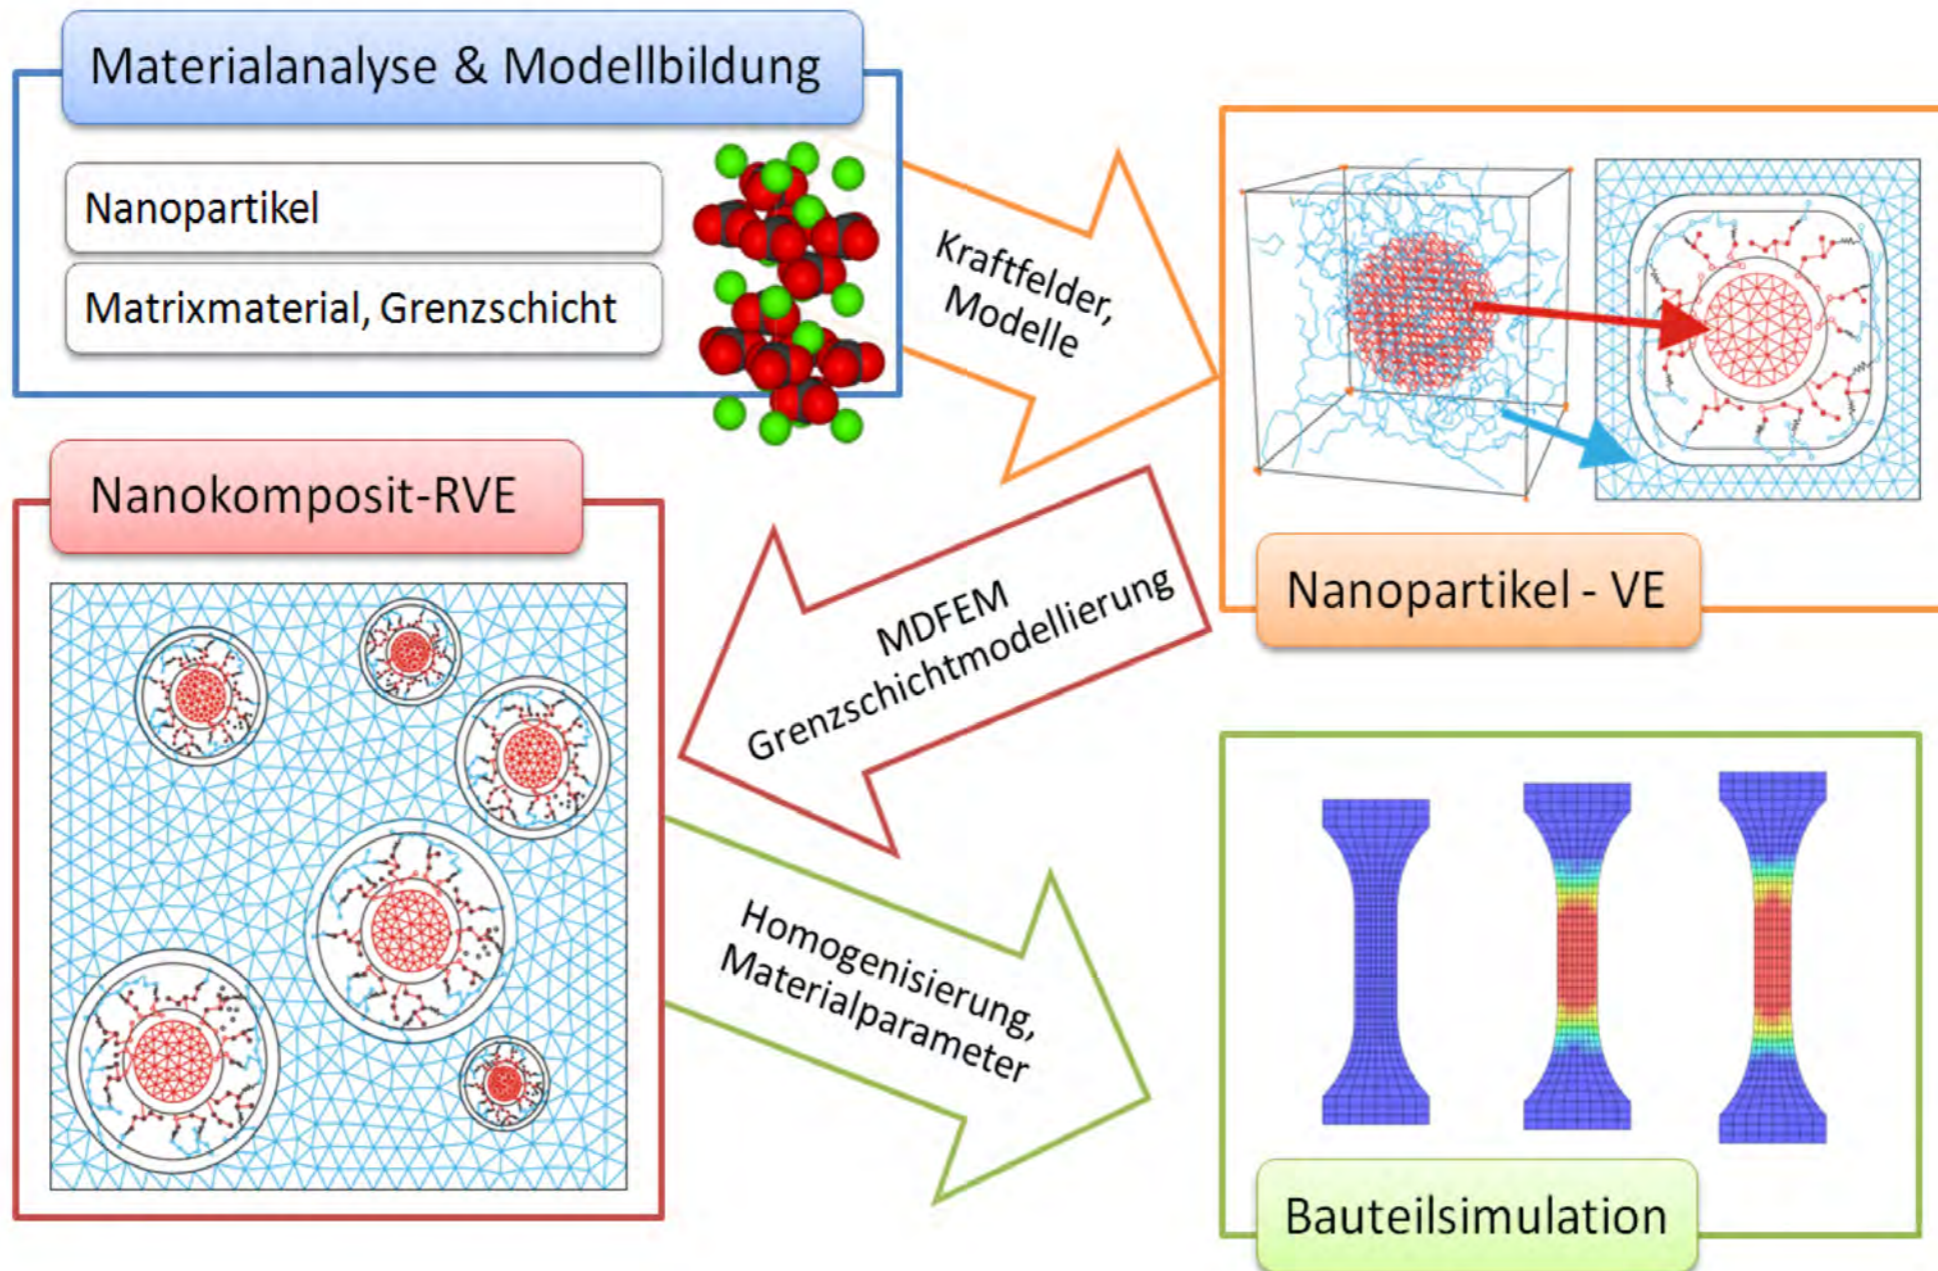 Materialanalyse & Modellbildung
Nanopartikel
Matrixmaterial, Grenzschicht
Kraftfelder,
Modelle
Nanopartikel - VE
Nanokomposit-RVE
MDFEM
Grenzschichtmodellierung
Homogenisierung,
Materialparameter
Bauteilsimulation